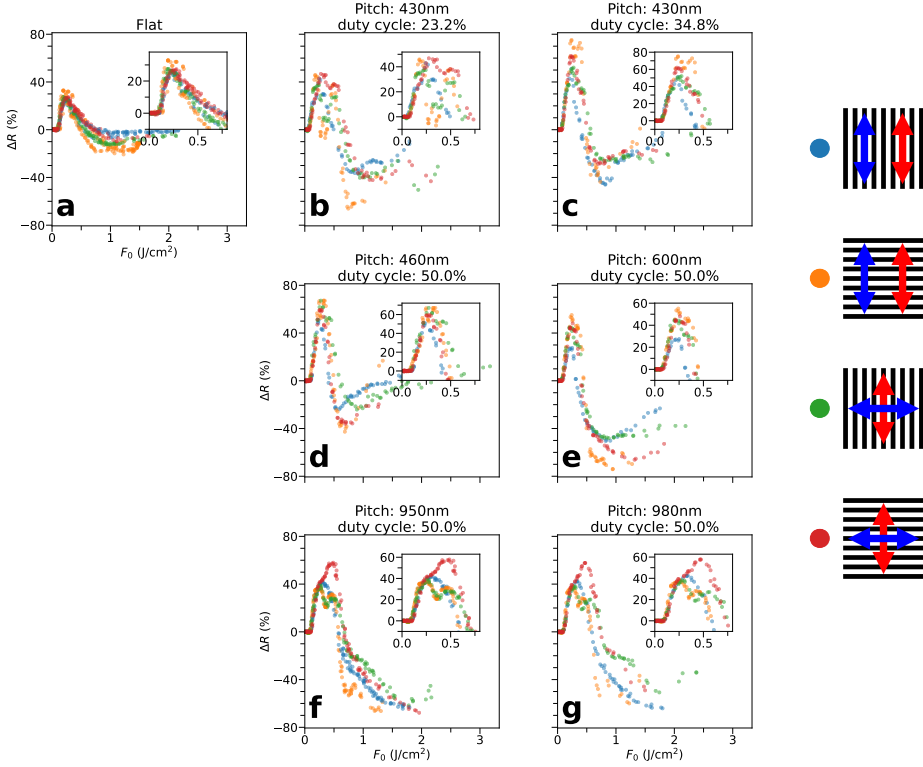 Flat
80
40
0
−40
−80
ΔR (%)
0
1
2
3
F0 (J/cm2)
20
0
0.0
0.5
a
Pitch: 430nm
duty cycle: 23.2%
40
20
0
0.0
0.5
b
Pitch: 430nm
duty cycle: 34.8%
80
60
40
20
0
0.0
0.5
c
Pitch: 460nm
duty cycle: 50.0%
80
40
0
−40
−80
ΔR (%)
60
40
20
0
0.0
0.5
d
Pitch: 600nm
duty cycle: 50.0%
60
40
20
0
0.0
0.5
e
Pitch: 950nm
duty cycle: 50.0%
80
40
0
−40
−80
ΔR (%)
0
1
2
3
F0 (J/cm2)
60
40
20
0
0.0
0.5
f
Pitch: 980nm
duty cycle: 50.0%
0
1
2
3
F0 (J/cm2)
60
40
20
0
0.0
0.5
g